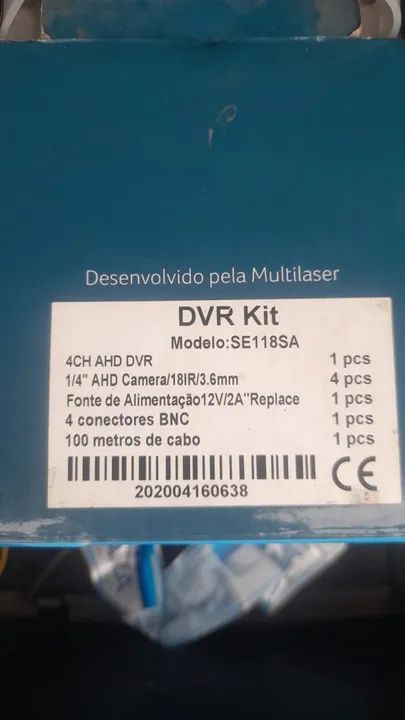 Desenvolvido pela Multilaser
DVR Kit
Modelo:SE118SA
4CH AHD DVR 1 pcs
1/4" AHD Camera/18IR/3.6mm 4 pcs
Fonte de Alimentação12V/2A"Replace 1 pcs
4 conectores BNC 1 pcs
100 metros de cabo 1 pcs
202004160638 CE